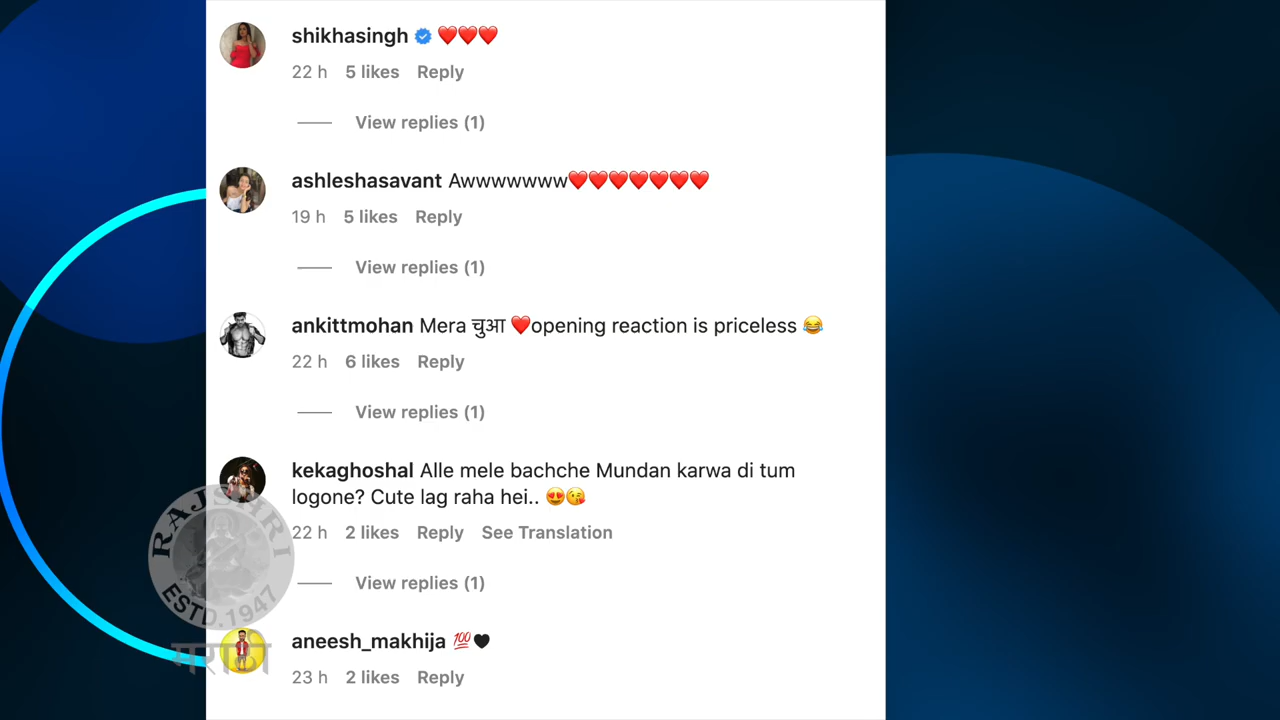 shikhasingh ❤️❤️❤️
22 h 5 likes Reply
View replies (1)
ashleshasavant Awwwwwww❤️❤️❤️❤️❤️❤️❤️
19 h 5 likes Reply
View replies (1)
ankittmohan Mera चुआ ❤️opening reaction is priceless 😂
22 h 6 likes Reply
View replies (1)
kekaghoshal Alle mele bachche Mundan karwa di tum
logone? Cute lag raha hei.. 😍😘
22 h 2 likes Reply See Translation
View replies (1)
RAJSHRI
ESTD.1947
मराठी
aneesh_makhija 💯🖤
23 h 2 likes Reply